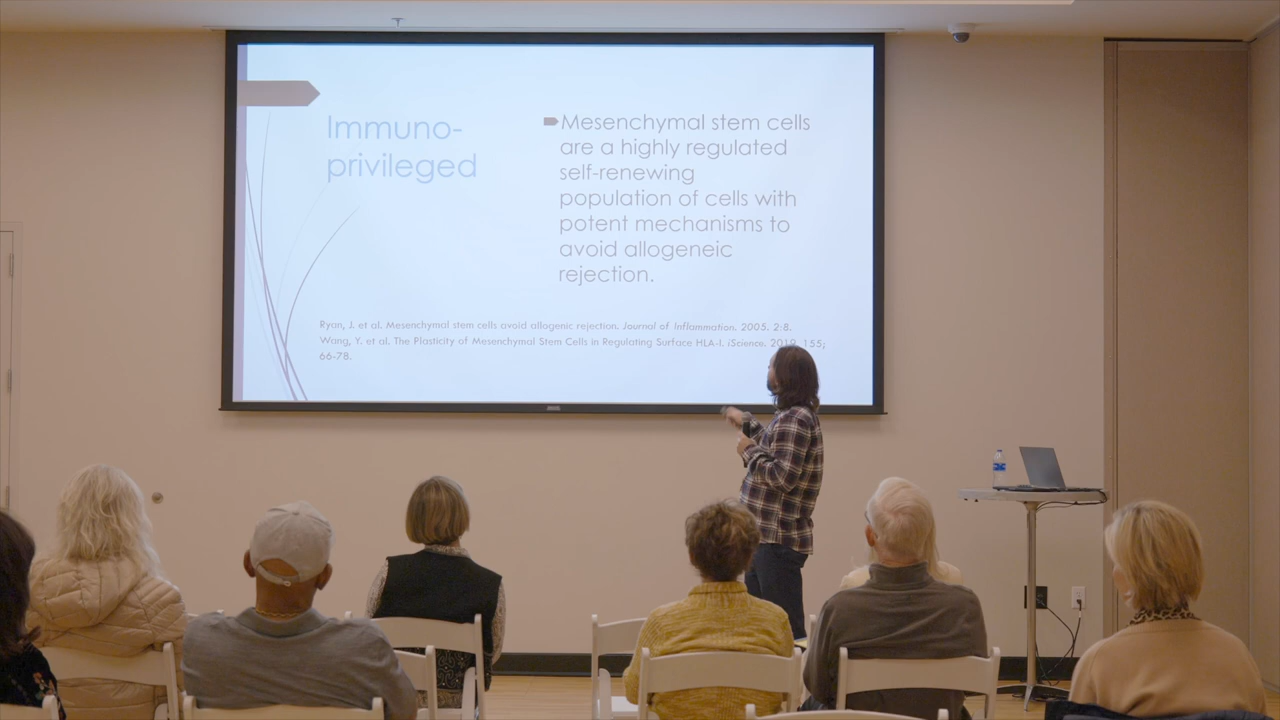 Immuno-
privileged
Mesenchymal stem cells
are a highly regulated
self-renewing
population of cells with
potent mechanisms to
avoid allogeneic
rejection.
Ryan, J. et al. Mesenchymal stem cells avoid allogenic rejection. Journal of Inflammation. 2005. 2:8.
Wang, Y. et al. The Plasticity of Mesenchymal Stem Cells in Regulating Surface HLA-I. iScience. 2019. 155;
66-78.